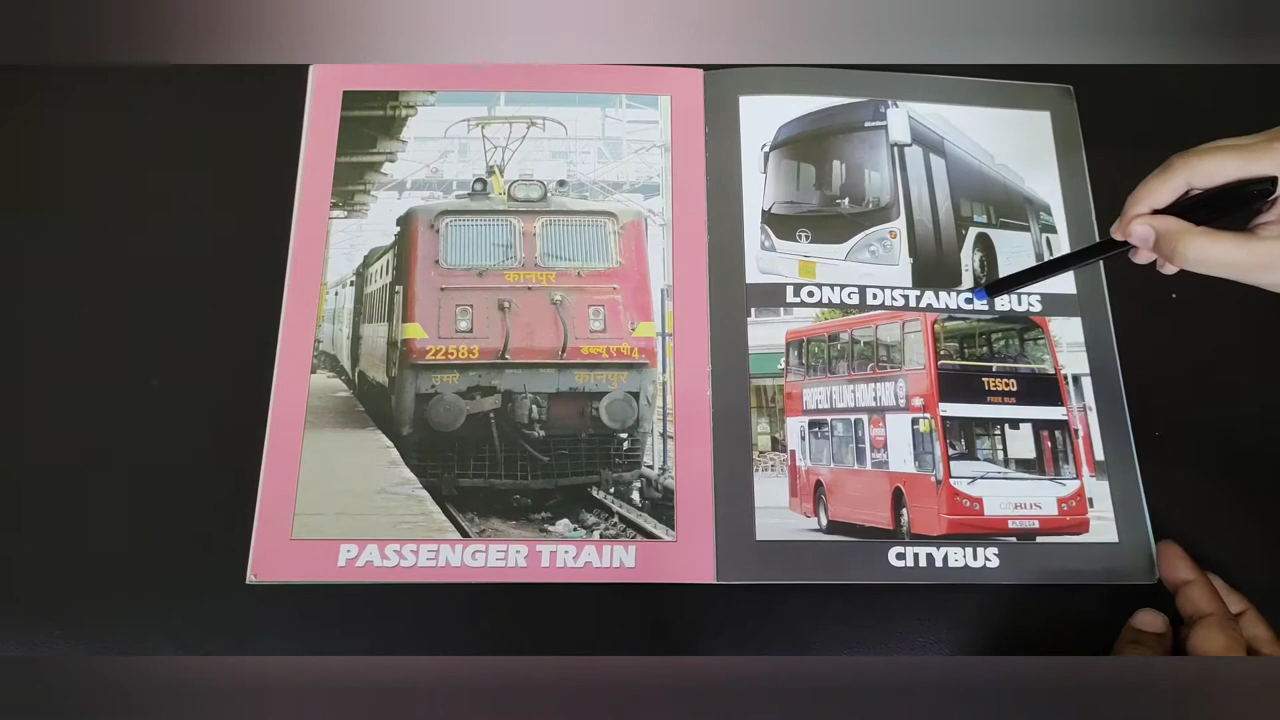 कानपुर
22583
डब्ल्यू ए पी 4
उमरे
कानपुर
PASSENGER TRAIN
LONG DISTANCE BUS
PROPERLY FILLING HOME PARK
TESCO
FREE BUS
CITYBUS
CITYBUS